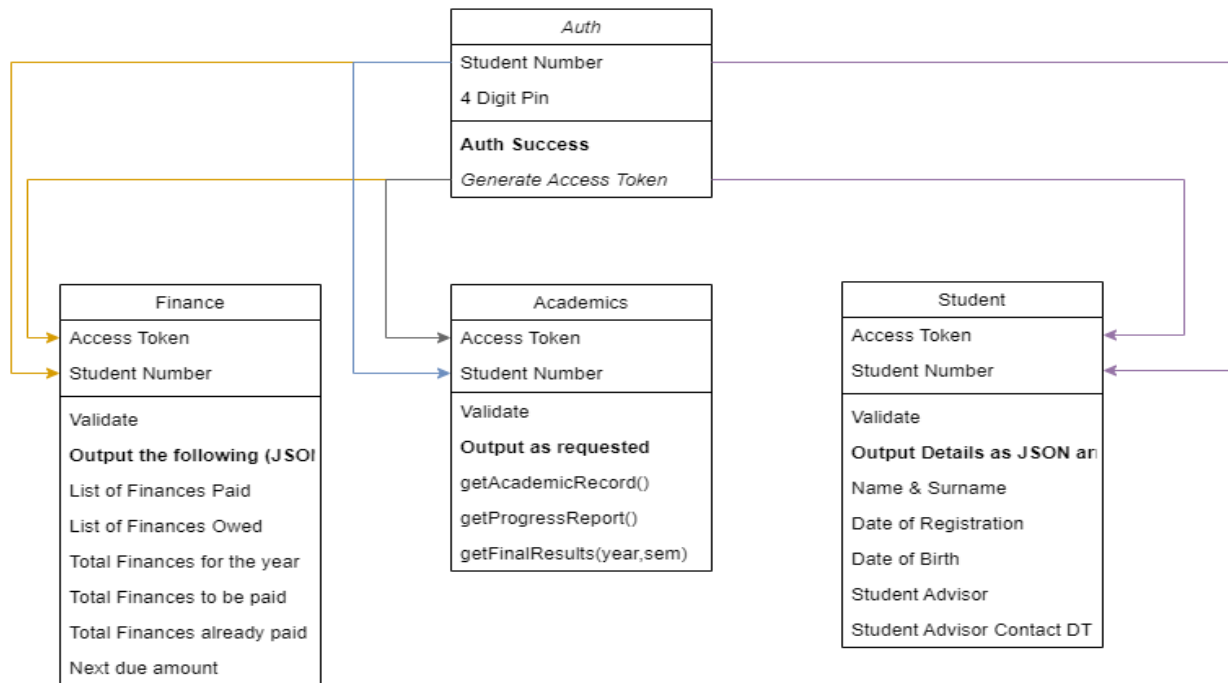 Auth
Student Number
4 Digit Pin
Auth Success
Generate Access Token
Finance
Access Token
Student Number
Validate
Output the following (JSO
List of Finances Paid
List of Finances Owed
Total Finances for the year
Total Finances to be paid
Total Finances already paid
Next due amount
Academics
Access Token
Student Number
Validate
Output as requested
getAcademicRecord()
getProgressReport()
getFinalResults(year,sem)
Student
Access Token
Student Number
Validate
Output Details as JSON
Name & Surname
Date of Registration
Date of Birth
Student Advisor
Student Advisor Contact DT